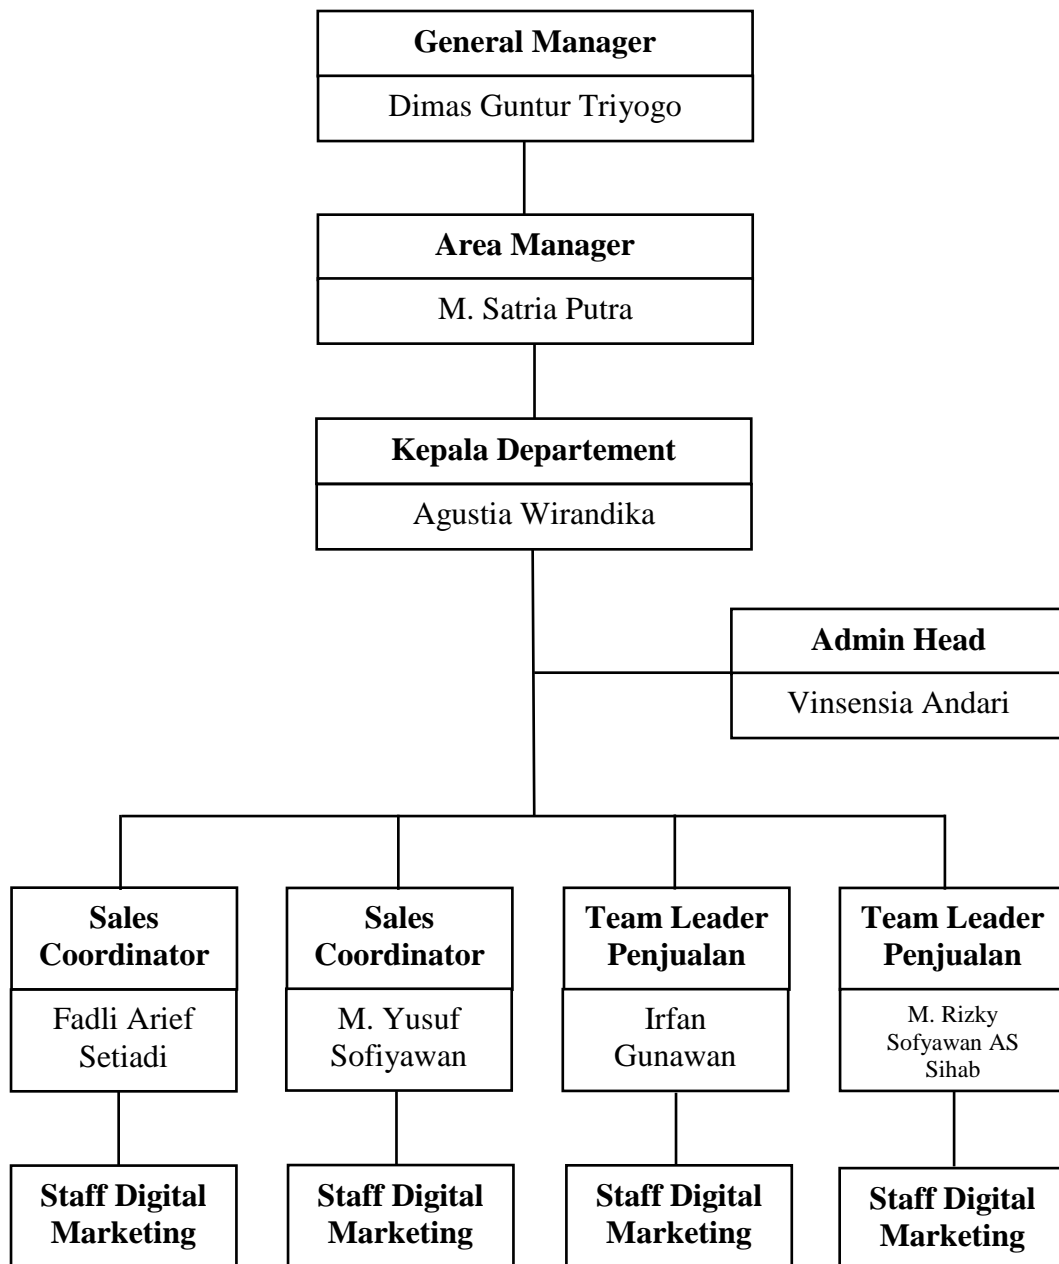 General Manager
Dimas Guntur Triyogo
Area Manager
M. Satria Putra
Kepala Departement
Agustia Wirandika
Admin Head
Vinsensia Andari
Sales
Coordinator
Fadli Arief
Setiadi
Sales
Coordinator
M. Yusuf
Sofiyawan
Team Leader
Penjualan
Irfan
Gunawan
Team Leader
Penjualan
M. Rizky
Sofyawan AS
Sihab
Staff Digital
Marketing
Staff Digital
Marketing
Staff Digital
Marketing
Staff Digital
Marketing